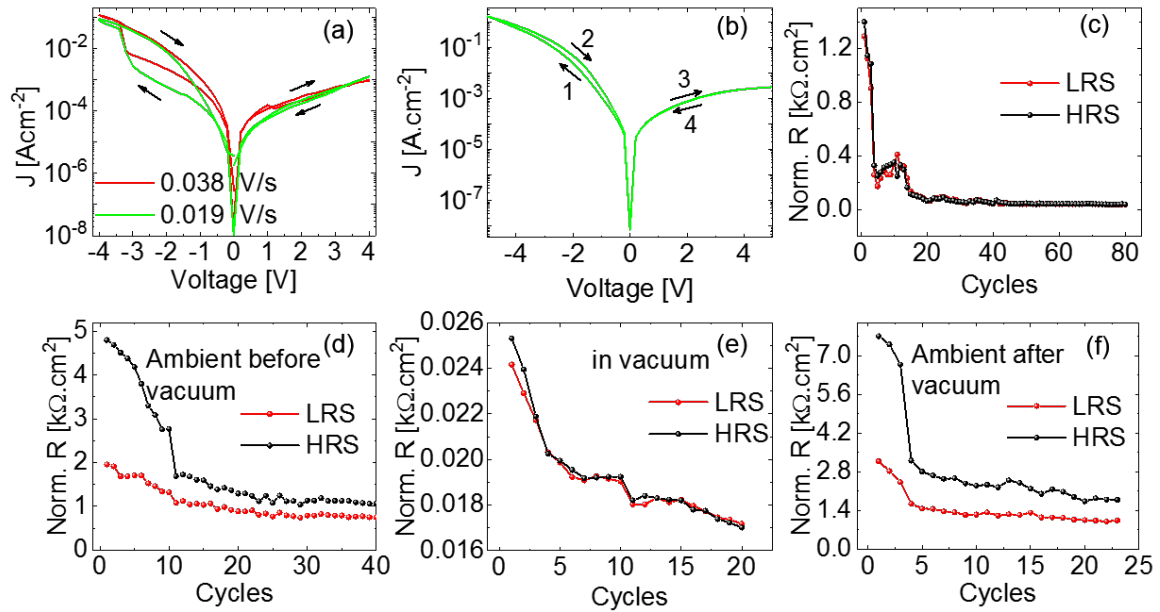 (a)
J [Acm-2]
10-2
10-4
10-6
10-8
0.038 V/s
0.019 V/s
-4 -3 -2 -1 0 1 2 3 4
Voltage [V]
(b)
J [A.cm-2]
10-1
10-3
10-5
10-7
1
2
3
4
-4 -2 0 2 4
Voltage [V]
(c)
Norm. R [kΩ.cm2]
1.2
0.8
0.4
0.0
LRS
HRS
0 20 40 60 80
Cycles
(d)
Norm. R [kΩ.cm2]
5
4
3
2
1
0
Ambient before
vacuum
LRS
HRS
0 10 20 30 40
Cycles
(e)
Norm. R [kΩ.cm2]
0.026
0.024
0.022
0.020
0.018
0.016
in vacuum
LRS
HRS
0 5 10 15 20
Cycles
(f)
Norm. R [kΩ.cm2]
7.0
5.6
4.2
2.8
1.4
0.0
Ambient after
vacuum
LRS
HRS
0 5 10 15 20 25
Cycles